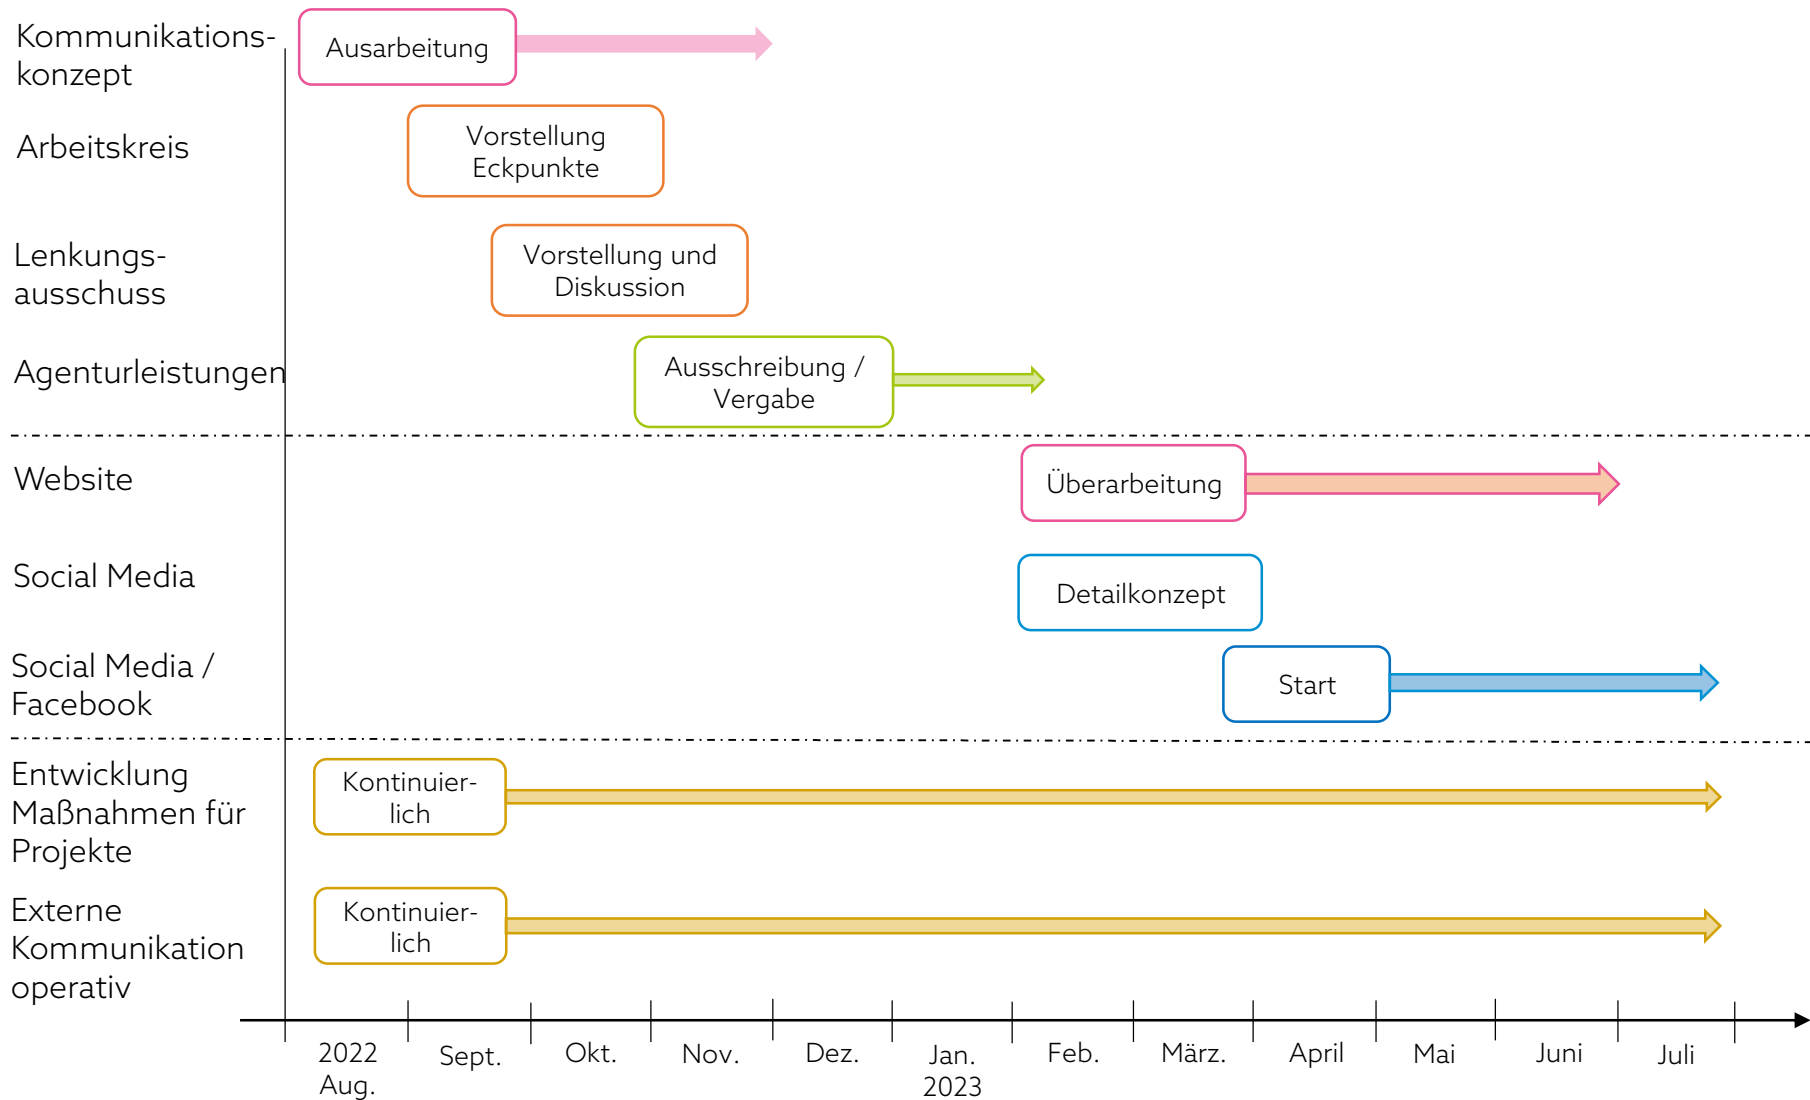 Kommunikations-
konzept
Ausarbeitung
Arbeitskreis
Vorstellung
Eckpunkte
Lenkungs-
ausschuss
Vorstellung und
Diskussion
Agenturleistungen
Ausschreibung /
Vergabe
Website
Überarbeitung
Social Media
Detailkonzept
Social Media /
Facebook
Start
Entwicklung
Maßnahmen für
Projekte
Kontinuier-
lich
Externe
Kommunikation
operativ
Kontinuier-
lich
2022
Aug.
Sept.
Okt.
Nov.
Dez.
Jan.
2023
Feb.
März.
April
Mai
Juni
Juli